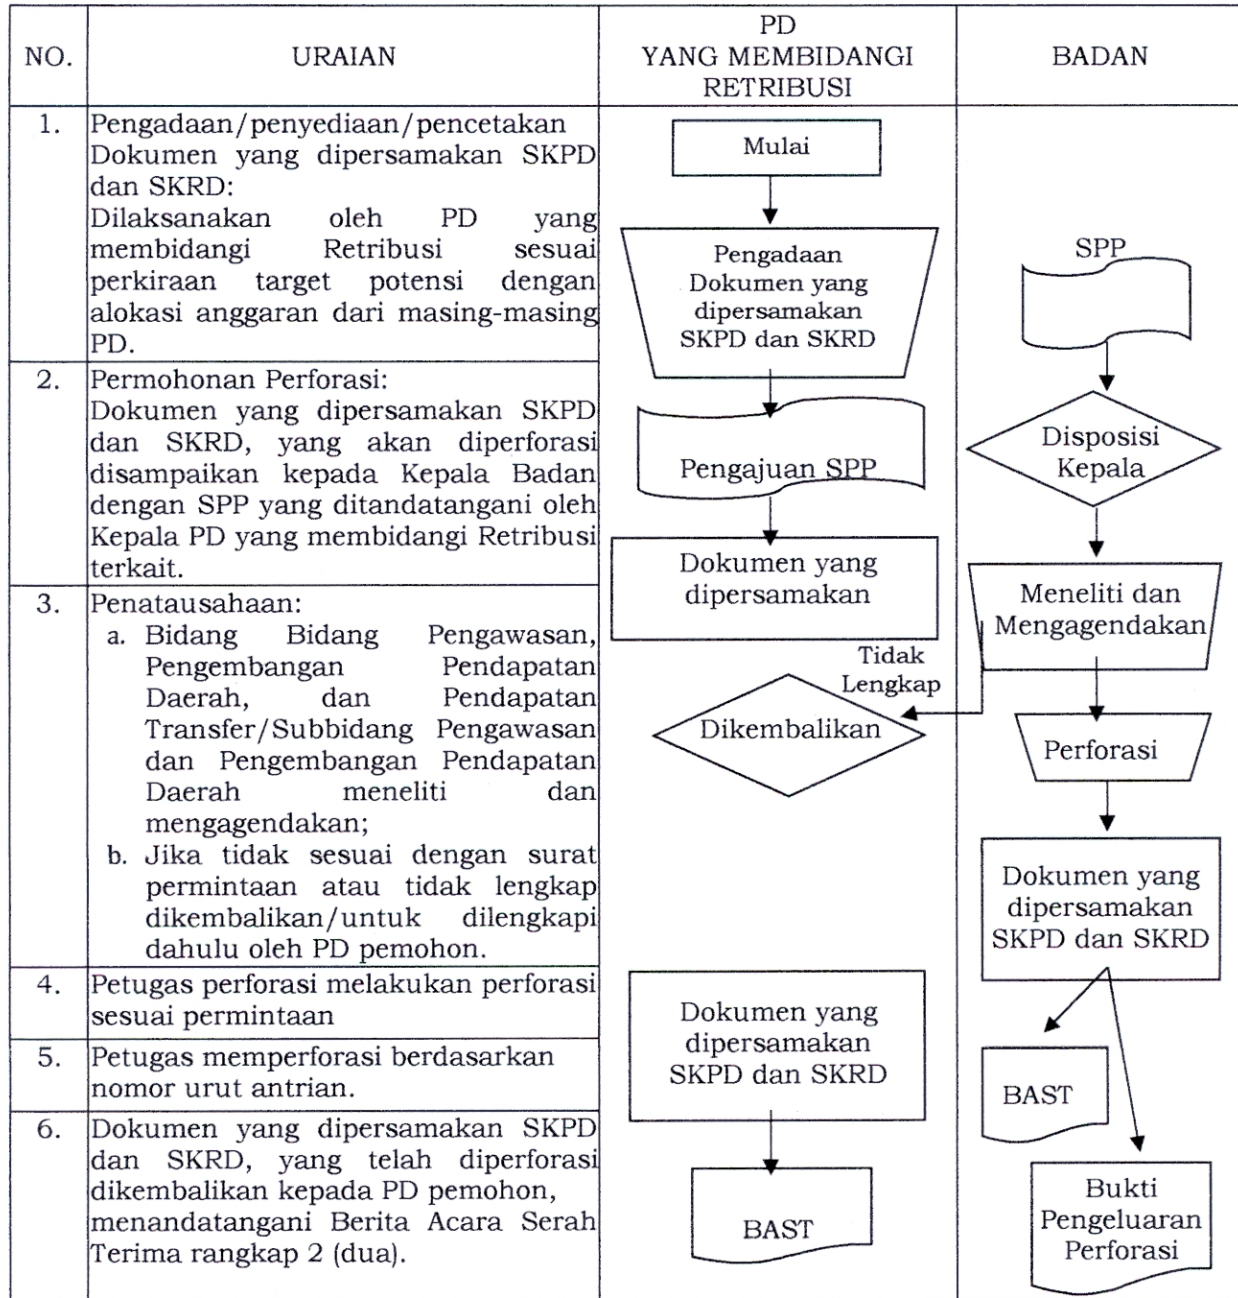 NO.
URAIAN
PD
YANG MEMBIDANGI
RETRIBUSI
BADAN
1.
Pengadaan/penyediaan/pencetakan
Dokumen yang dipersamakan SKPD
dan SKRD:
Dilaksanakan oleh PD yang
membidangi Retribusi sesuai
perkiraan target potensi dengan
alokasi anggaran dari masing-masing
PD.
2.
Permohonan Perforasi:
Dokumen yang dipersamakan SKPD
dan SKRD, yang akan diperforasi
disampaikan kepada Kepala Badan
dengan SPP yang ditandatangani oleh
Kepala PD yang membidangi Retribusi
terkait.
3.
Penatausahaan:
a. Bidang Bidang Pengawasan,
Pengembangan Pendapatan
Daerah, dan Pendapatan
Transfer/Subbidang Pengawasan
dan Pengembangan Pendapatan
Daerah meneliti dan
mengagendakan;
b. Jika tidak sesuai dengan surat
permintaan atau tidak lengkap
dikembalikan/untuk dilengkapi
dahulu oleh PD pemohon.
4.
Petugas perforasi melakukan perforasi
sesuai permintaan
5.
Petugas memperforasi berdasarkan
nomor urut antrian.
6.
Dokumen yang dipersamakan SKPD
dan SKRD, yang telah diperforasi
dikembalikan kepada PD pemohon,
menandatangani Berita Acara Serah
Terima rangkap 2 (dua).
Mulai
Pengadaan
Dokumen yang
dipersamakan
SKPD dan SKRD
Pengajuan SPP
Dokumen yang
dipersamakan
Tidak
Lengkap
Dikembalikan
Dokumen yang
dipersamakan
SKPD dan SKRD
BAST
SPP
Disposisi
Kepala
Meneliti dan
Mengagendakan
Perforasi
Dokumen yang
dipersamakan
SKPD dan SKRD
BAST
Bukti
Pengeluaran
Perforasi